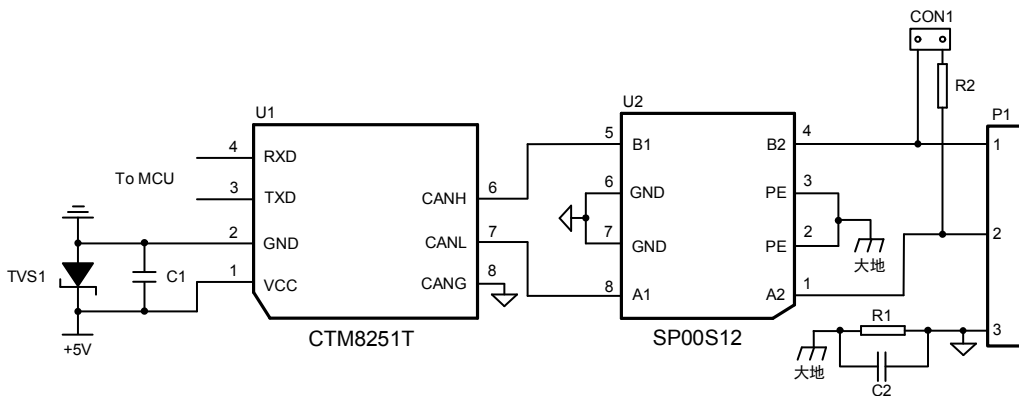 CON1
R2
U1
U2
P1
4 RXD
To MCU
3 TXD
2 GND
1 VCC
CANH 6
CANL 7
CANG 8
CTM8251T
5 B1
6 GND
7 GND
8 A1
B2 4
PE 3
PE 2
A2 1
SP00S12
大地
1
2
3
TVS1
C1
+5V
R1
大地
C2